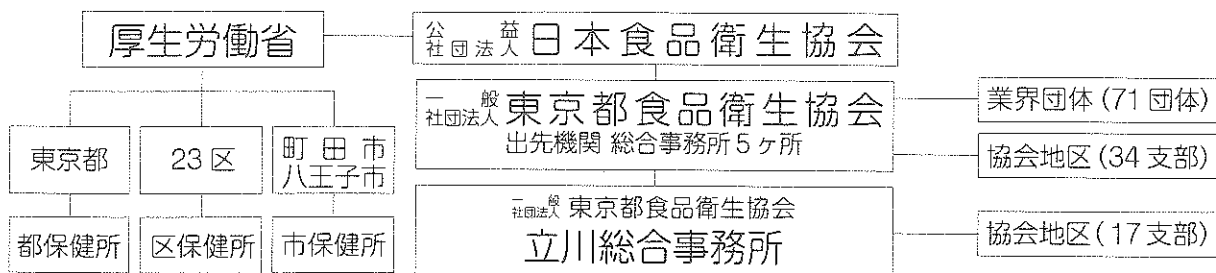 厚生労働省
公益社団法人 日本食品衛生協会
一般社団法人 東京都食品衛生協会
出先機関 総合事務所5ヶ所
業界団体(71団体)
協会地区(34支部)
東京都
23区
町田市
八王子市
一般社団法人 東京都食品衛生協会
立川総合事務所
協会地区(17支部)
都保健所
区保健所
市保健所